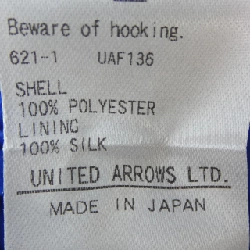 Beware of hooking.
621-1 UAF136
SHELL
100% POLYESTER
LINING
100% SILK
UNITED ARROWS LTD.
MADE IN JAPAN